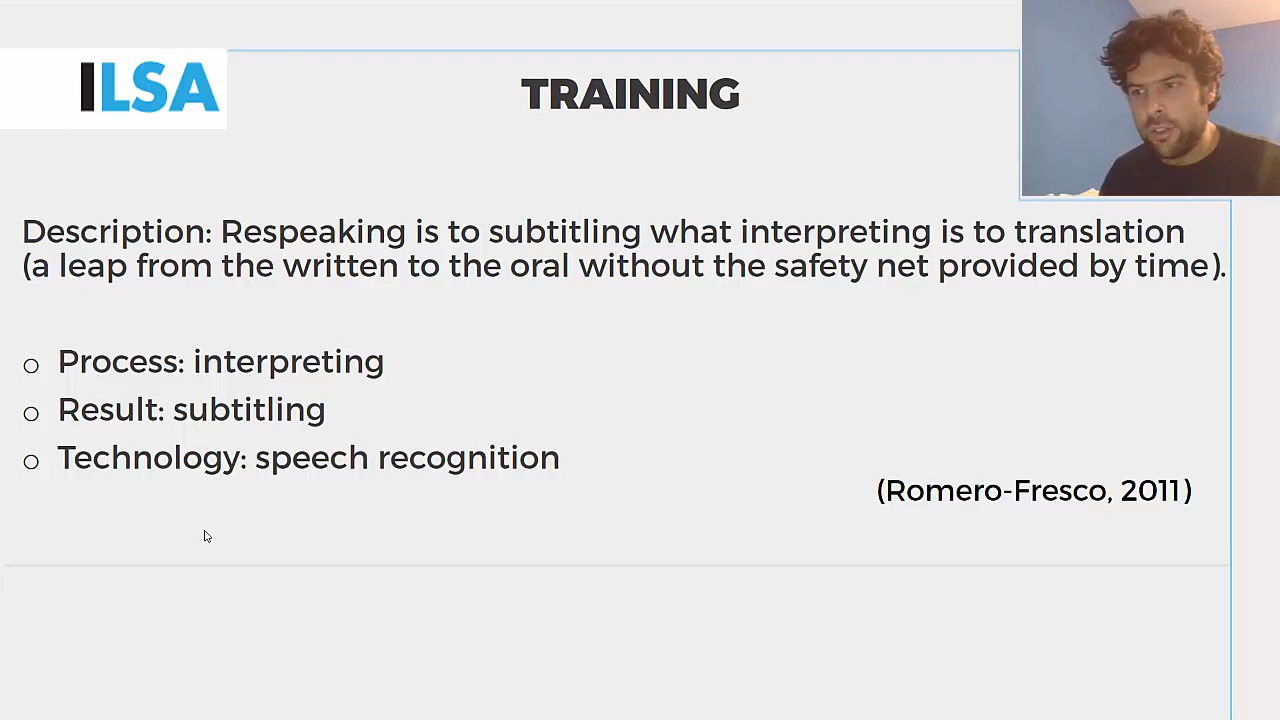 ILSA
TRAINING
Description: Respeaking is to subtitling what interpreting is to translation
(a leap from the written to the oral without the safety net provided by time).
o Process: interpreting
o Result: subtitling
o Technology: speech recognition
(Romero-Fresco, 2011)